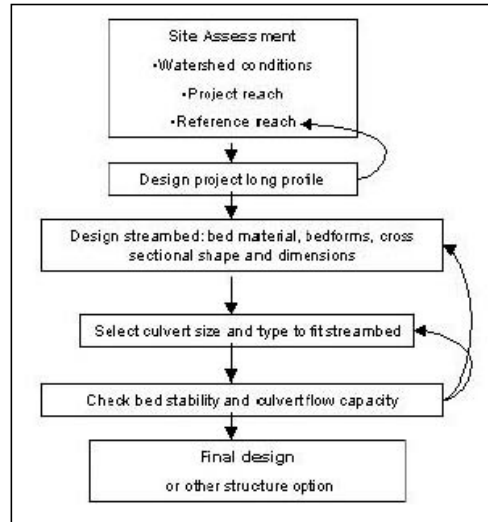 Site Assessment
•Watershed conditions
•Project reach
•Reference reach
Design project long profile
Design streambed: bed material, bedforms, cross
sectional shape and dimensions
Select culvert size and type to fit streambed
Check bed stability and culvert flow capacity
Final design
or other structure option